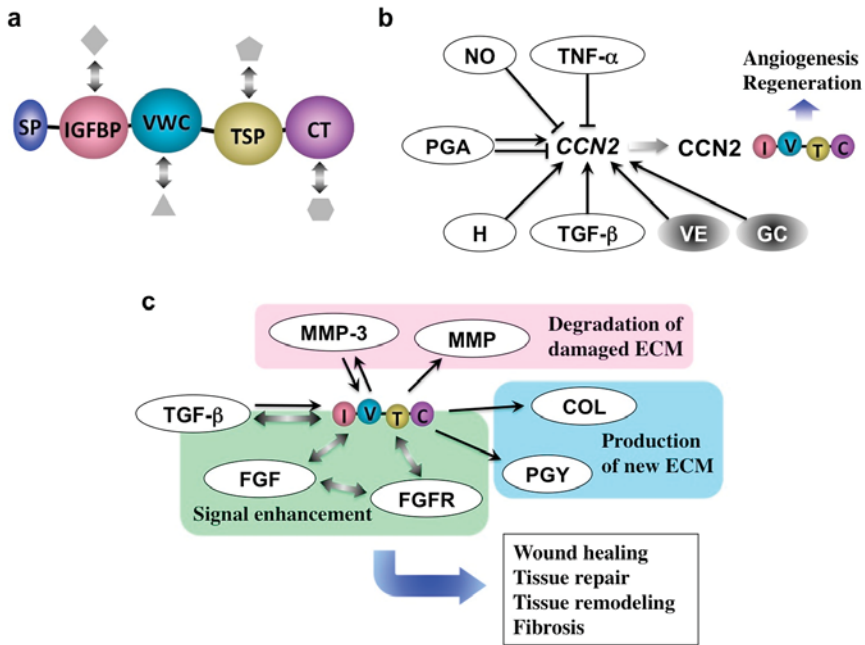 a
SP
IGFBP
VWC
TSP
CT
b
NO
TNF-α
Angiogenesis
Regeneration
PGA
CCN2
CCN2
I
V
T
C
H
TGF-β
VE
GC
c
MMP-3
MMP
Degradation of
damaged ECM
TGF-β
I
V
T
C
COL
Production
of new ECM
PGY
FGF
FGFR
Signal enhancement
Wound healing
Tissue repair
Tissue remodeling
Fibrosis